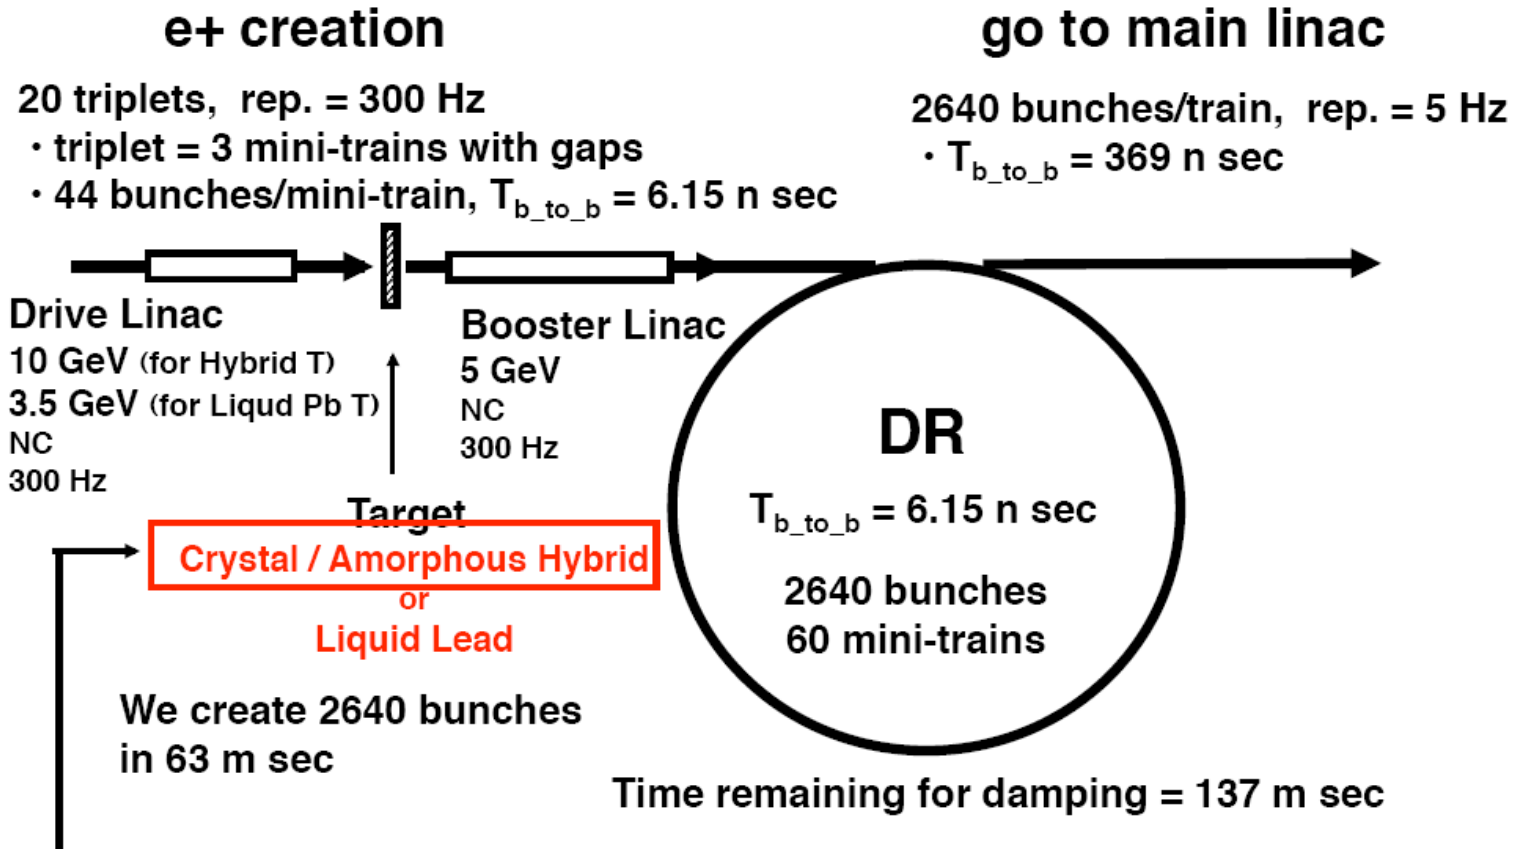 e+ creation
20 triplets, rep. = 300 Hz
・triplet = 3 mini-trains with gaps
・44 bunches/mini-train, Tb_to_b = 6.15 n sec
go to main linac
2640 bunches/train, rep. = 5 Hz
・Tb_to_b = 369 n sec
Drive Linac
10 GeV (for Hybrid T)
3.5 GeV (for Liqud Pb T)
NC
300 Hz
Booster Linac
5 GeV
NC
300 Hz
Target
Crystal / Amorphous Hybrid
or
Liquid Lead
DR
Tb_to_b = 6.15 n sec
2640 bunches
60 mini-trains
We create 2640 bunches
in 63 m sec
Time remaining for damping = 137 m sec